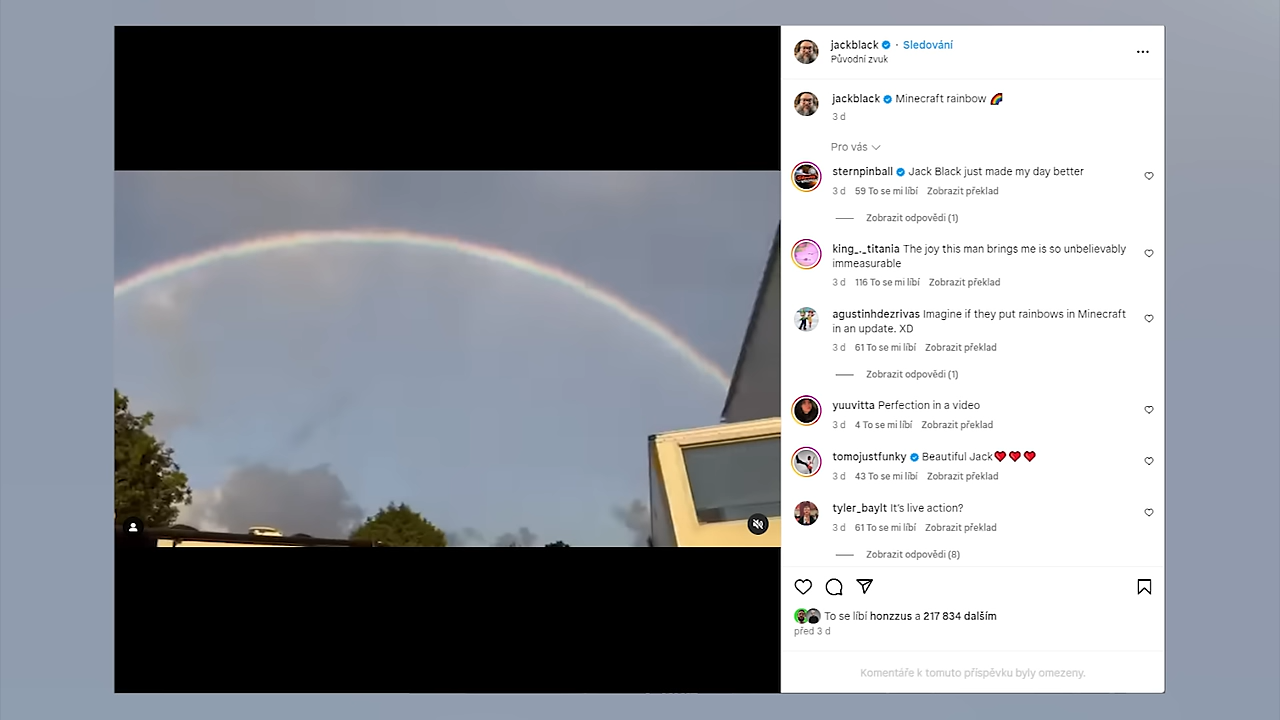 jackblack · Sledování
Původní zvuk
jackblack Minecraft rainbow 🌈
3 d
Pro vás
sternpinball Jack Black just made my day better
3 d 59 To se mi líbí Zobrazit překlad
Zobrazit odpovědi (1)
king_._titania The joy this man brings me is so unbelievably
immeasurable
3 d 116 To se mi líbí Zobrazit překlad
agustinhdezrivas Imagine if they put rainbows in Minecraft
in an update. XD
3 d 61 To se mi líbí Zobrazit překlad
Zobrazit odpovědi (1)
yuuvitta Perfection in a video
3 d 4 To se mi líbí Zobrazit překlad
tomojustfunky Beautiful Jack❤️❤️❤️
3 d 43 To se mi líbí Zobrazit překlad
tyler_baylt It's live action?
3 d 61 To se mi líbí Zobrazit překlad
Zobrazit odpovědi (8)
To se líbí honzzus a 217 834 dalším
před 3 d
Komentáře k tomuto příspěvku byly omezeny.